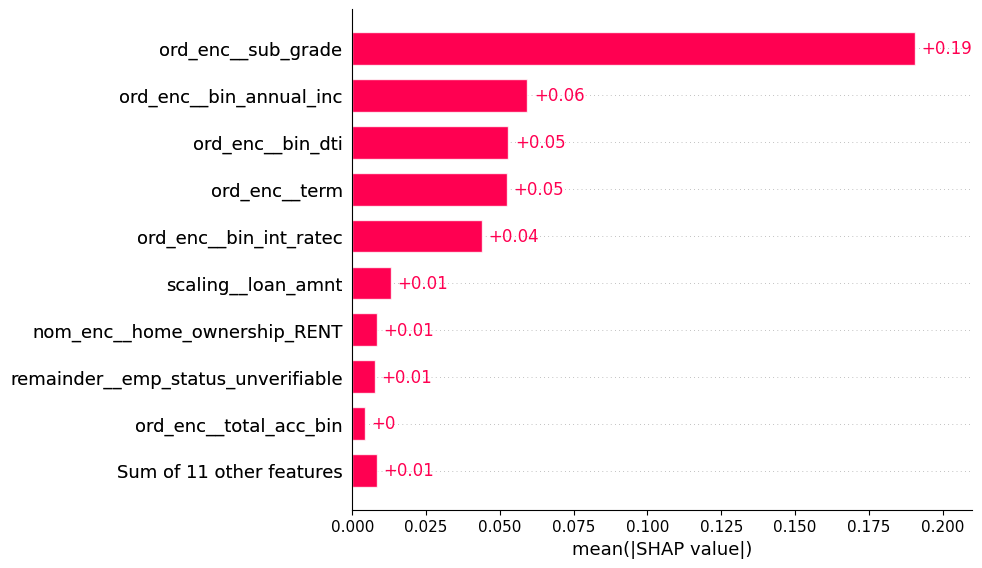 ord_enc__sub_grade +0.19
ord_enc__bin_annual_inc +0.06
ord_enc__bin_dti +0.05
ord_enc__term +0.05
ord_enc__bin_int_ratec +0.04
scaling__loan_amnt +0.01
nom_enc__home_ownership_RENT +0.01
remainder__emp_status_unverifiable +0.01
ord_enc__total_acc_bin +0
Sum of 11 other features +0.01
0.000 0.025 0.050 0.075 0.100 0.125 0.150 0.175 0.200
mean(|SHAP value|)